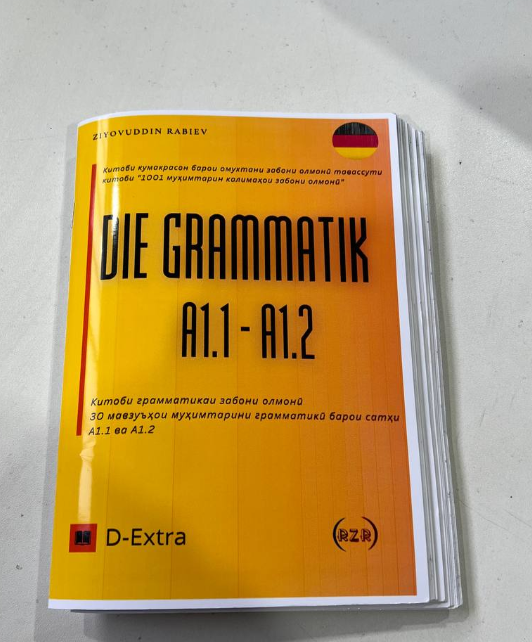 ZIYOVUDDIN RABIEV
Китоби кумакрасон барои омухтани забони олмонӣ тавассути
китоби "1001 муҳимтарин калимаҳои забони олмонӣ"
DIE GRAMMATIK
A1.1 - A1.2
Китоби грамматикаи забони олмонӣ
30 мавзуъҳои муҳимтарини грамматикӣ барои сатҳи
A1.1 ва A1.2
D-Extra
RZR